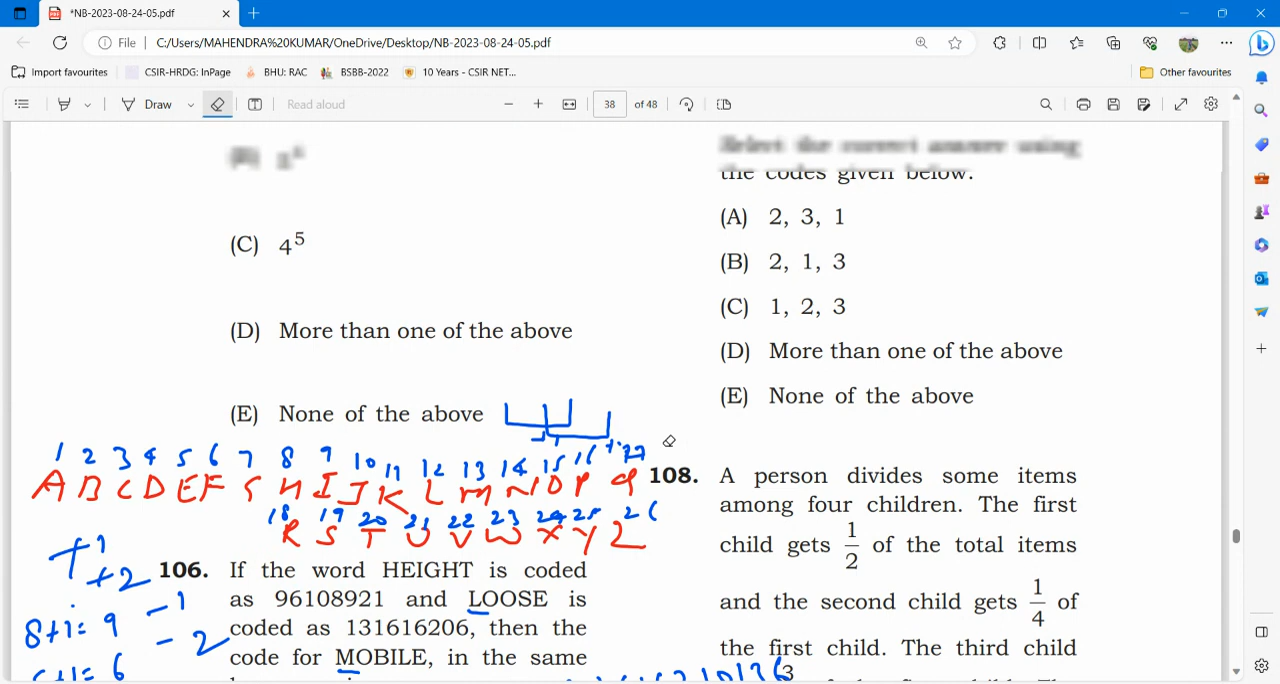 *NB-2023-08-24-05.pdf
File C:/Users/MAHENDRA%20KUMAR/OneDrive/Desktop/NB-2023-08-24-05.pdf
Import favourites CSIR-HRDG: InPage BHU: RAC BSBB-2022 10 Years - CSIR NET... Other favourites
Draw Read aloud 38 of 48
the codes given below.
(A) 2, 3, 1
(B) 2, 1, 3
(C) 1, 2, 3
(D) More than one of the above
(E) None of the above
(C) 4⁵
(D) More than one of the above
(E) None of the above
1 2 3 4 5 6 7 8 9 10 11 12 13 14 15 16
A B C D E F G H I J K L M N O P Q
18 19 20 21 22 23 24 25 26
R S T U V W X Y Z
+1
+2
-1
-2
8+1= 9
106. If the word HEIGHT is coded
as 96108921 and LOOSE is
coded as 131616206, then the
code for MOBILE, in the same
108. A person divides some items
among four children. The first
child gets 1/2 of the total items
and the second child gets 1/4 of
the first child. The third child